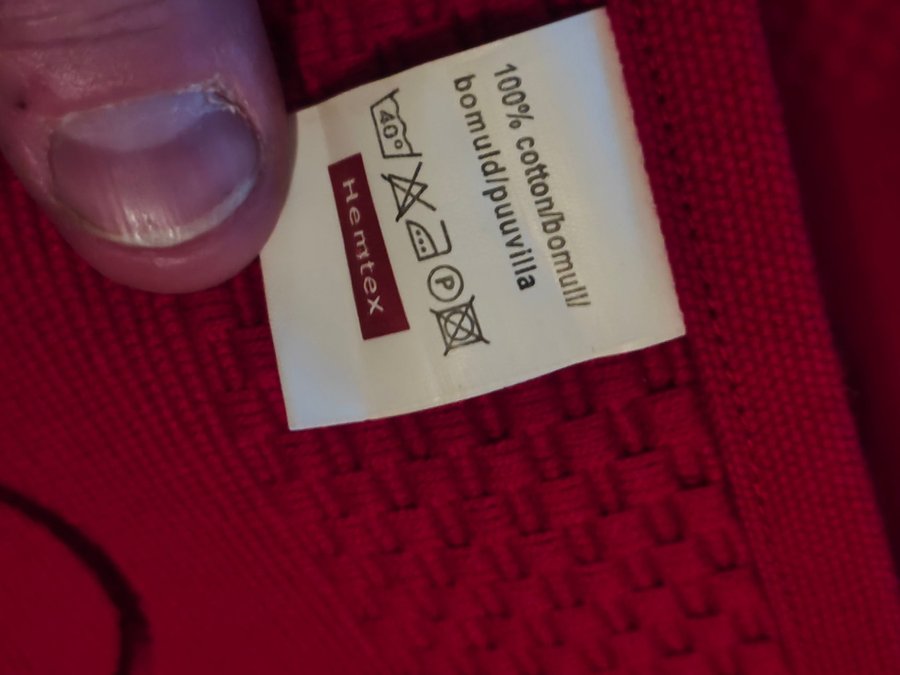 100% cotton/bomull/
bomuld/puuvilla
40°
P
Hemtex